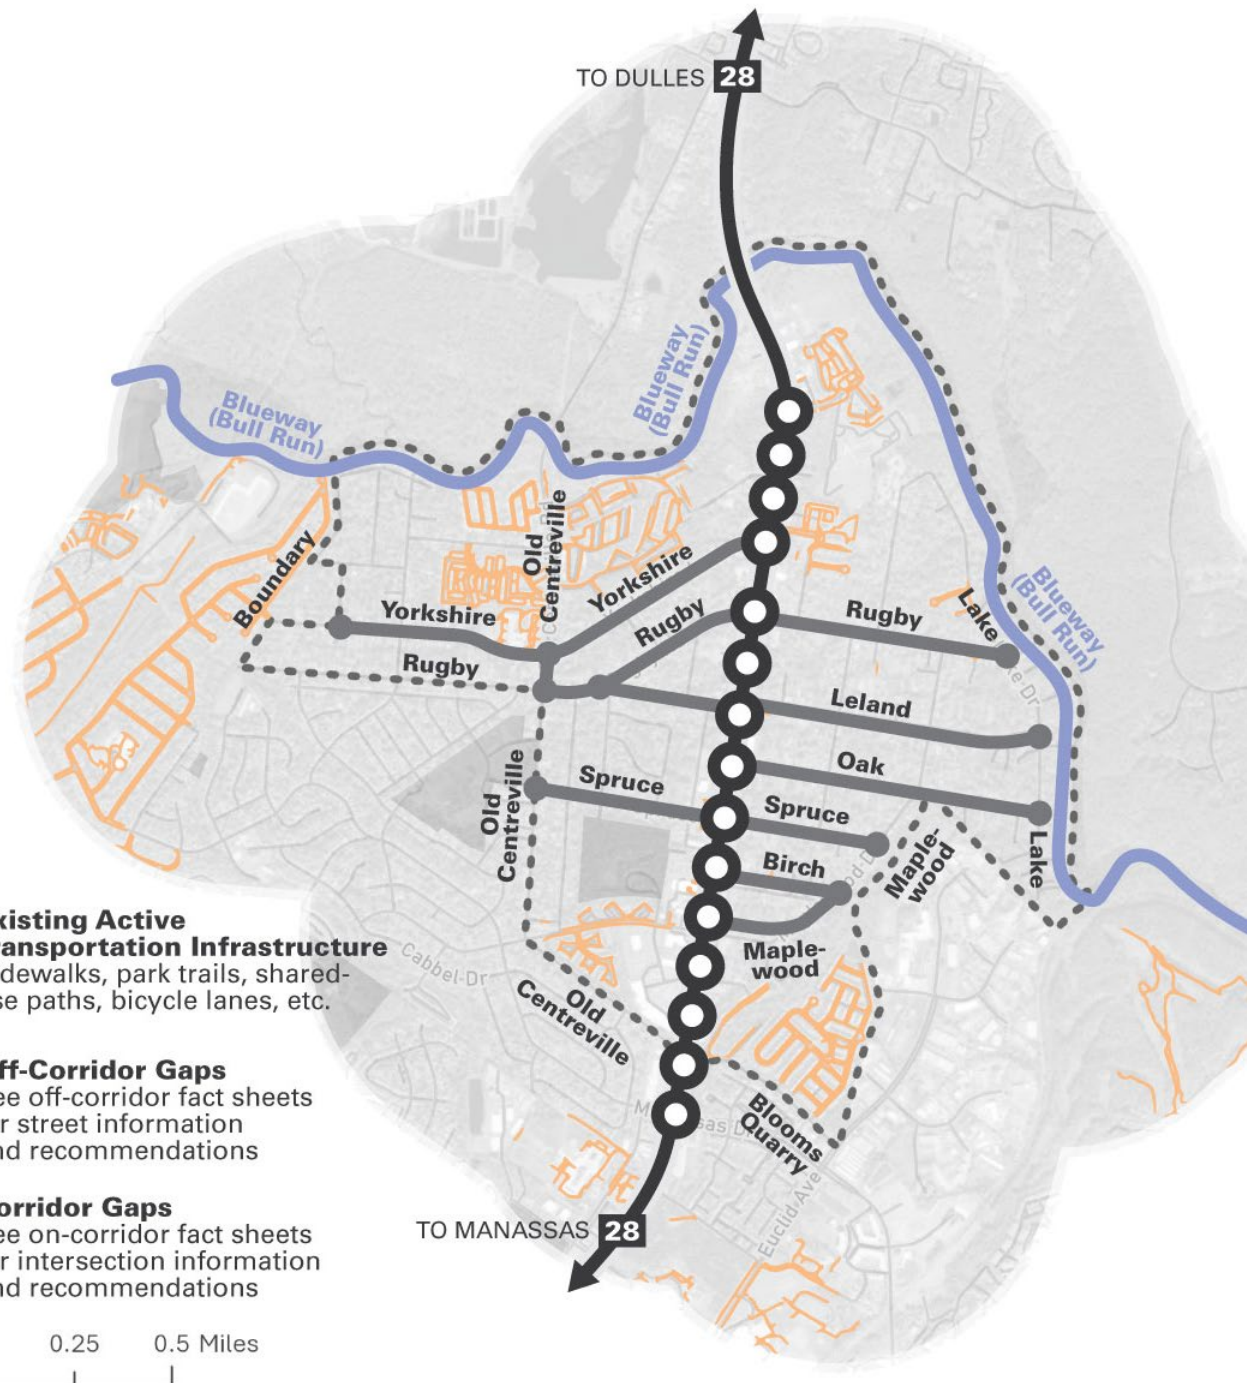 TO DULLES 28
Blueway
(Bull Run)
Blueway
(Bull Run)
Old
Centreville
Boundary
Yorkshire
Yorkshire
Rugby
Rugby
Rugby
Lake
Blueway
(Bull Run)
ke-Dr
Leland
Oak
Old
Centreville
Spruce
Spruce
Birch
Maple-
wood
Lake
Maple-
wood
Cabbel-Dr
Old
Centreville
Blooms
Quarry
Euclid Ave
TO MANASSAS 28
xisting Active
ransportation Infrastructure
dewalks, park trails, shared-
se paths, bicycle lanes, etc.
ff-Corridor Gaps
ee off-corridor fact sheets
r street information
nd recommendations
orridor Gaps
ee on-corridor fact sheets
r intersection information
nd recommendations
0.25 0.5 Miles